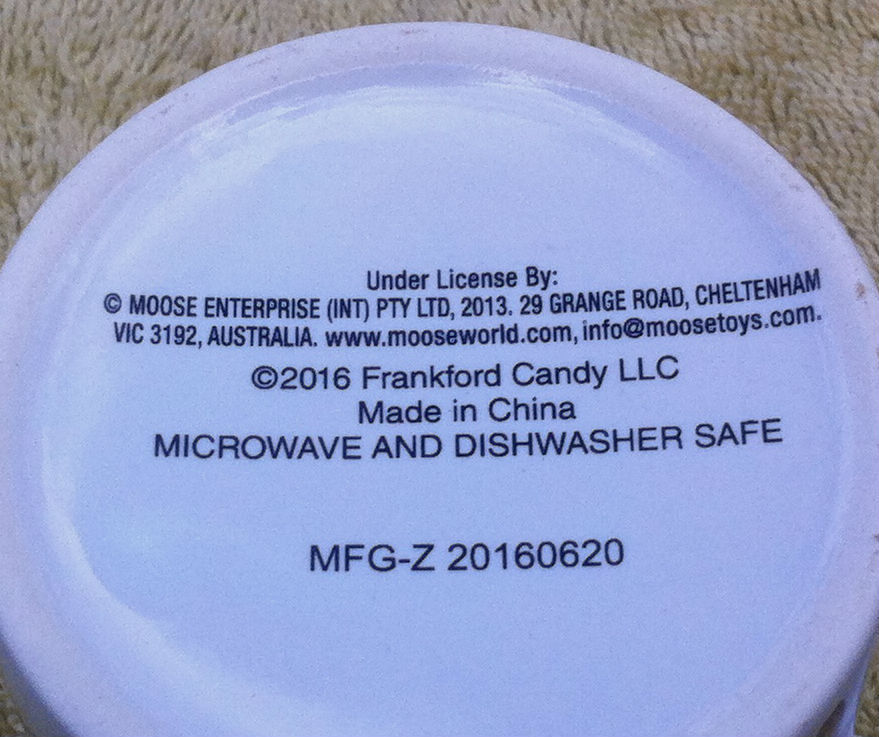 Under License By:
© MOOSE ENTERPRISE (INT) PTY LTD, 2013. 29 GRANGE ROAD, CHELTENHAM
VIC 3192, AUSTRALIA. www.mooseworld.com, info@moosetoys.com.
©2016 Frankford Candy LLC
Made in China
MICROWAVE AND DISHWASHER SAFE
MFG-Z 20160620